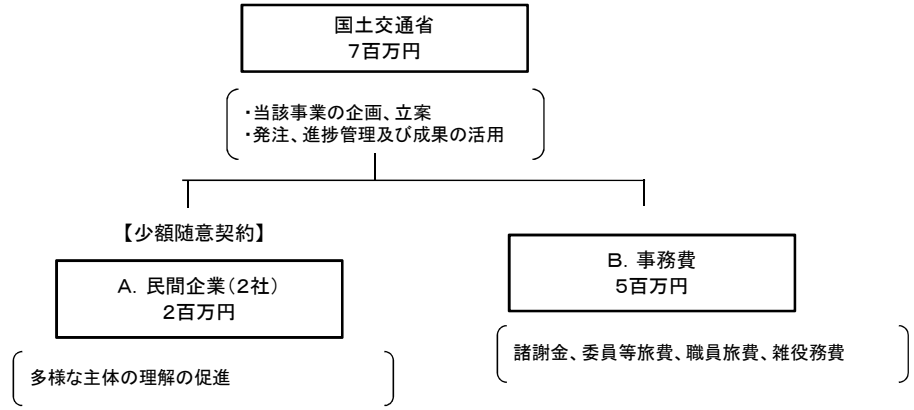 国土交通省
7百万円
・当該事業の企画、立案
・発注、進捗管理及び成果の活用
【少額随意契約】
A．民間企業（2社）
2百万円
B．事務費
5百万円
諸謝金、委員等旅費、職員旅費、雑役務費
多様な主体の理解の促進